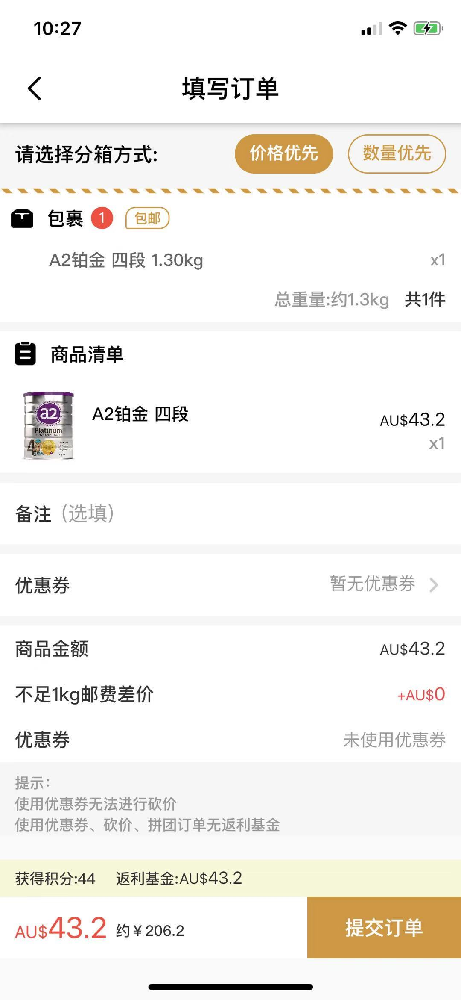 10:27
填写订单
请选择分箱方式: 价格优先 数量优先
包裹 1 包邮
A2铂金 四段 1.30kg x1
总重量:约1.3kg 共1件
商品清单
a2
Platinum
4
A2铂金 四段
AU$43.2
x1
备注 (选填)
优惠券 暂无优惠券
商品金额 AU$43.2
不足1kg邮费差价 +AU$0
优惠券 未使用优惠券
提示:
使用优惠券无法进行砍价
使用优惠券、砍价、拼团订单无返利基金
获得积分:44 返利基金:AU$43.2
AU$43.2 约¥206.2 提交订单